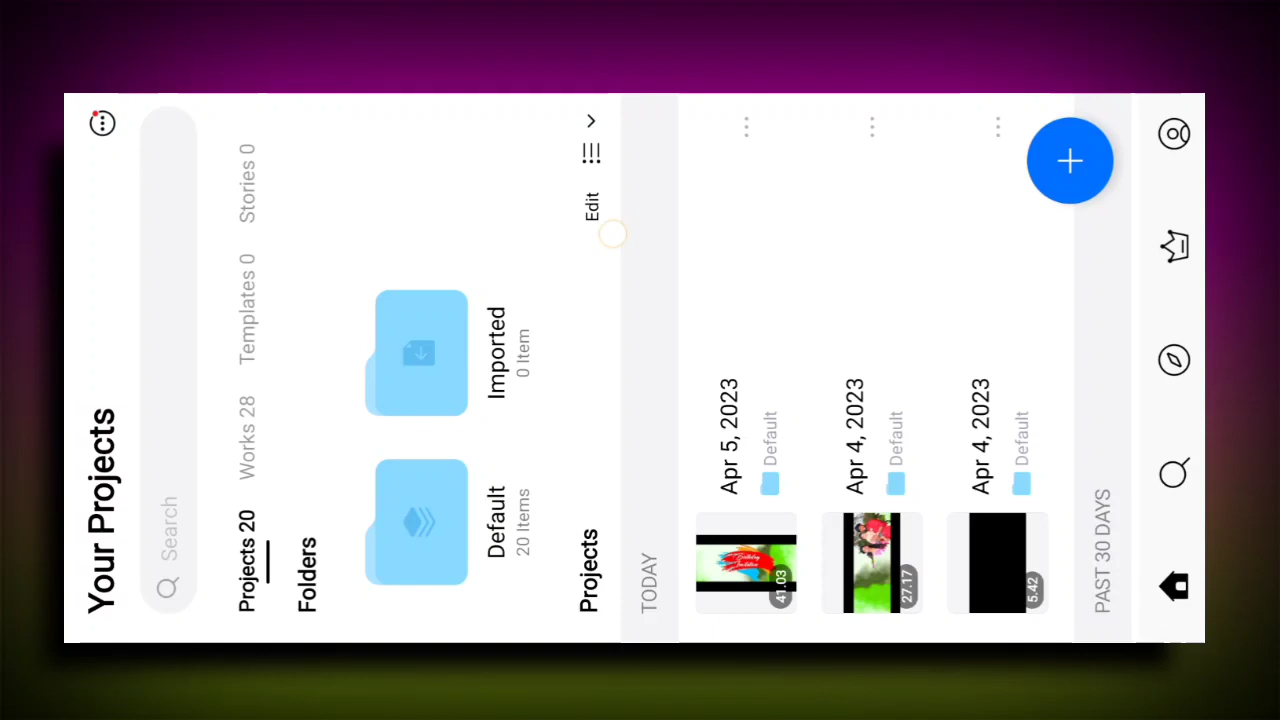 Your Projects
Search
Projects 20 Works 28 Templates 0 Stories 0
Folders
Default
20 Items
Imported
0 Item
Projects
Edit
TODAY
Apr 5, 2023
Default
41.03
Birthday
Invitation
Apr 4, 2023
Default
27.17
Apr 4, 2023
Default
5.42
PAST 30 DAYS